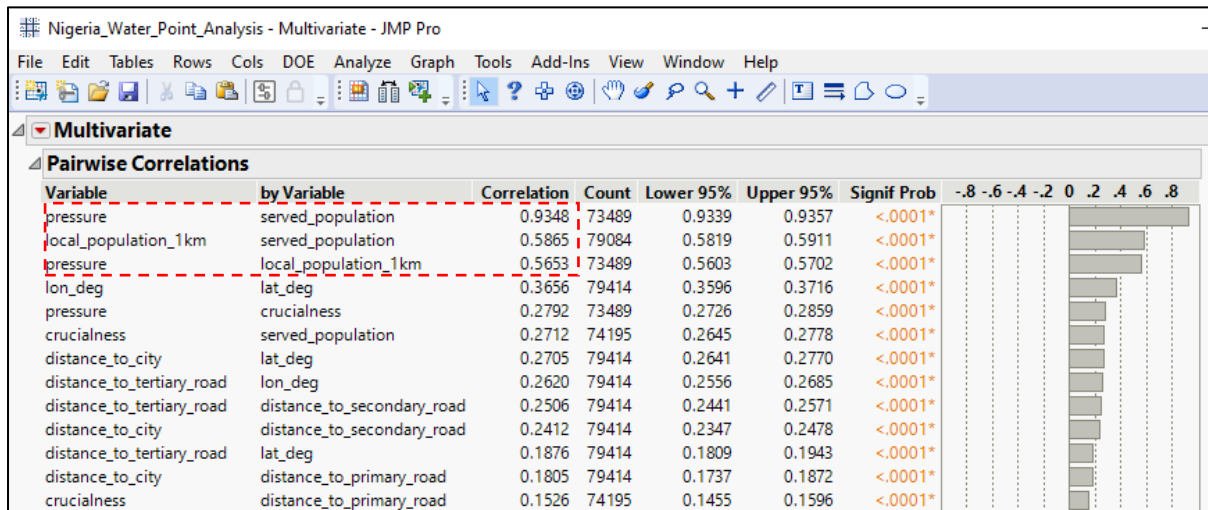 Nigeria_Water_Point_Analysis - Multivariate - JMP Pro
File Edit Tables Rows Cols DOE Analyze Graph Tools Add-Ins View Window Help
Multivariate
Pairwise Correlations
Variable by Variable Correlation Count Lower 95% Upper 95% Signif Prob -.8 -.6 -.4 -.2 0 .2 .4 .6 .8
pressure served_population 0.9348 73489 0.9339 0.9357 <.0001*
local_population_1km served_population 0.5865 79084 0.5819 0.5911 <.0001*
pressure local_population_1km 0.5653 73489 0.5603 0.5702 <.0001*
lon_deg lat_deg 0.3656 79414 0.3596 0.3716 <.0001*
pressure crucialness 0.2792 73489 0.2726 0.2859 <.0001*
crucialness served_population 0.2712 74195 0.2645 0.2778 <.0001*
distance_to_city lat_deg 0.2705 79414 0.2641 0.2770 <.0001*
distance_to_tertiary_road lon_deg 0.2620 79414 0.2556 0.2685 <.0001*
distance_to_tertiary_road distance_to_secondary_road 0.2506 79414 0.2441 0.2571 <.0001*
distance_to_city distance_to_secondary_road 0.2412 79414 0.2347 0.2478 <.0001*
distance_to_tertiary_road lat_deg 0.1876 79414 0.1809 0.1943 <.0001*
distance_to_city distance_to_primary_road 0.1805 79414 0.1737 0.1872 <.0001*
crucialness distance_to_primary_road 0.1526 74195 0.1455 0.1596 <.0001*